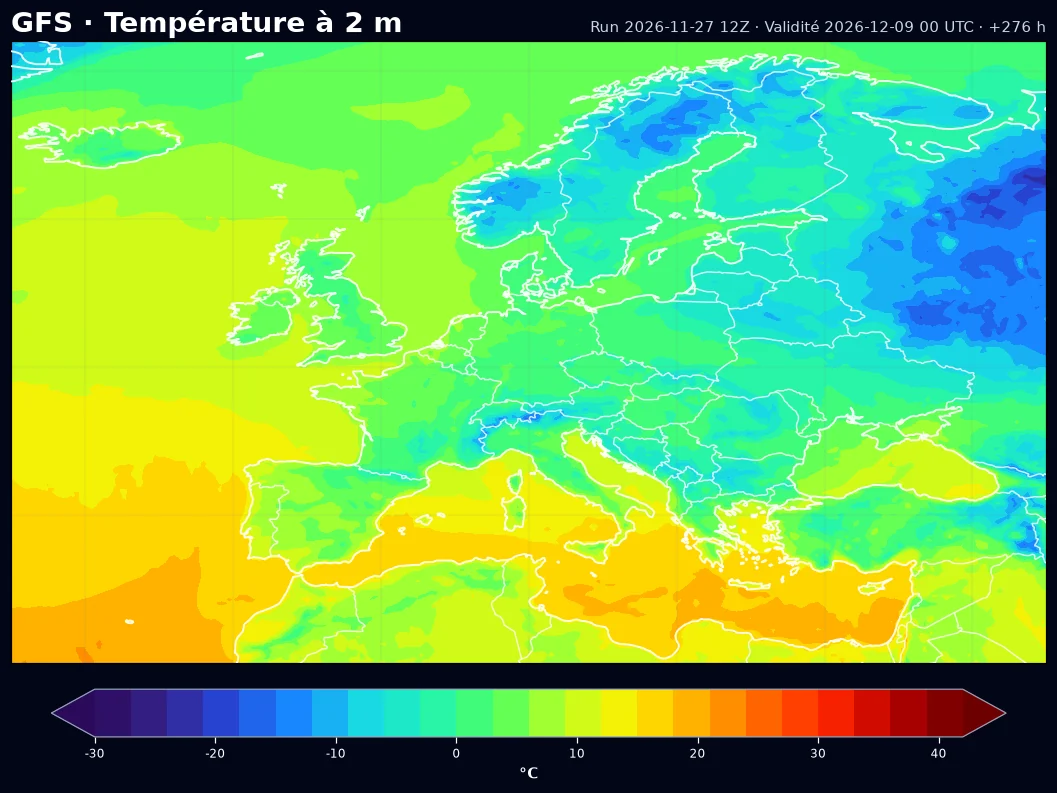 GFS · Température à 2 m
Run 2026-11-27 12Z · Validité 2026-12-09 00 UTC · +276 h
-30 -20 -10 0 10 20 30 40
°C